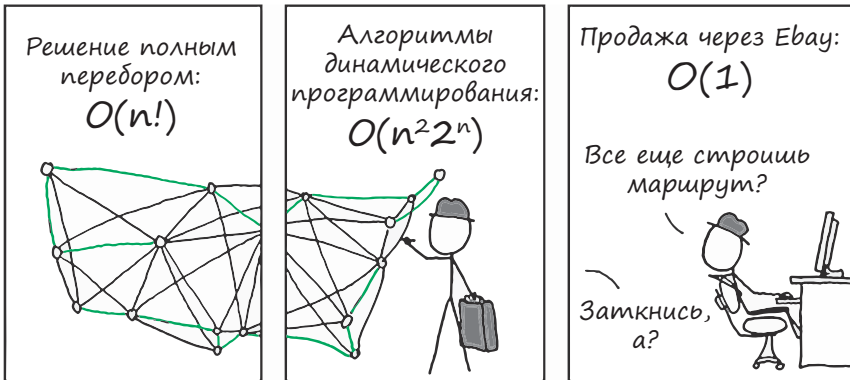 Решение полным
перебором:
O(n!)
Алгоритмы
динамического
программирования:
O(n²2ⁿ)
Продажа через Ebay:
O(1)
Все еще строишь
маршрут?
Заткнись,
а?